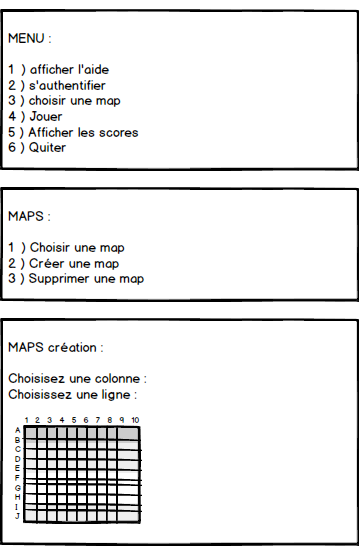 MENU :
1 ) afficher l'aide
2 ) s'authentifier
3 ) choisir une map
4 ) Jouer
5 ) Afficher les scores
6 ) Quiter
MAPS :
1 ) Choisir une map
2 ) Créer une map
3 ) Supprimer une map
MAPS création :
Choisisez une colonne :
Choisissez une ligne :
1 2 3 4 5 6 7 8 9 10
A
B
C
D
E
F
G
H
I
J